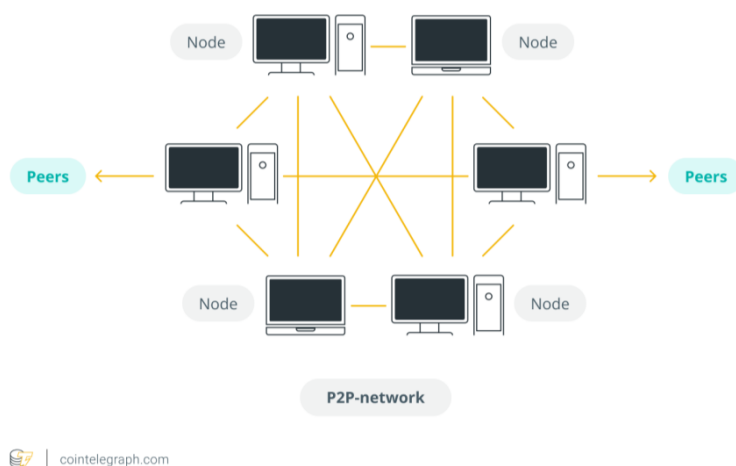 Node
Node
Peers
Peers
Node
Node
P2P-network
cointelegraph.com